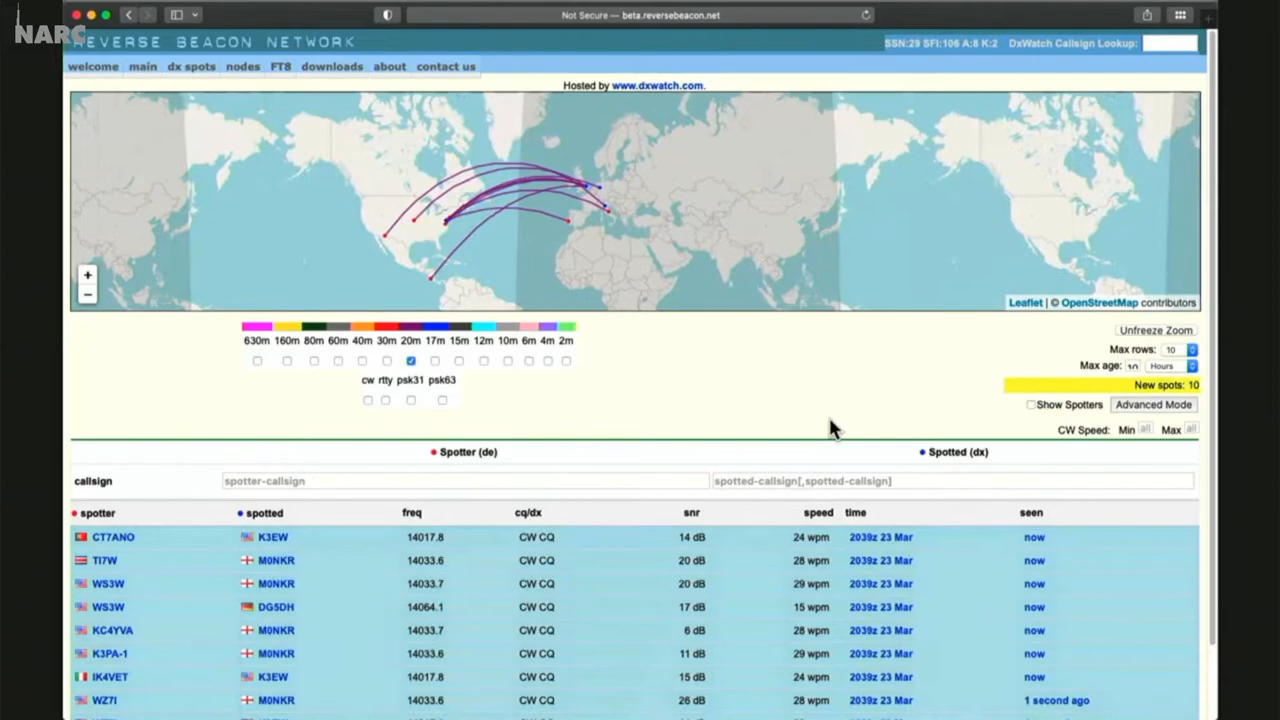 NARC
Not Secure — beta.reversebeacon.net
REVERSE BEACON NETWORK
SSN:29 SFI:106 A:8 K:2 DxWatch Callsign Lookup:
welcome main dx spots nodes FT8 downloads about contact us
Hosted by www.dxwatch.com.
+
−
Leaflet | © OpenStreetMap contributors
Unfreeze Zoom
630m 160m 80m 60m 40m 30m 20m 17m 15m 12m 10m 6m 4m 2m
Max rows: 10
Max age: 10 Hours
cw rtty psk31 psk63
New spots: 10
Show Spotters Advanced Mode
CW Speed: Min all Max all
Spotter (de) Spotted (dx)
callsign spotter-callsign spotted-callsign[,spotted-callsign]
spotter spotted freq cq/dx snr speed time seen
CT7ANO K3EW 14017.8 CW CQ 14 dB 24 wpm 2039z 23 Mar now
TI7W M0NKR 14033.6 CW CQ 20 dB 28 wpm 2039z 23 Mar now
WS3W M0NKR 14033.7 CW CQ 20 dB 29 wpm 2039z 23 Mar now
WS3W DG5DH 14064.1 CW CQ 17 dB 15 wpm 2039z 23 Mar now
KC4YVA M0NKR 14033.7 CW CQ 6 dB 28 wpm 2039z 23 Mar now
K3PA-1 M0NKR 14033.6 CW CQ 11 dB 29 wpm 2039z 23 Mar now
IK4VET K3EW 14017.8 CW CQ 15 dB 24 wpm 2039z 23 Mar now
WZ7I M0NKR 14033.6 CW CQ 26 dB 28 wpm 2039z 23 Mar 1 second ago